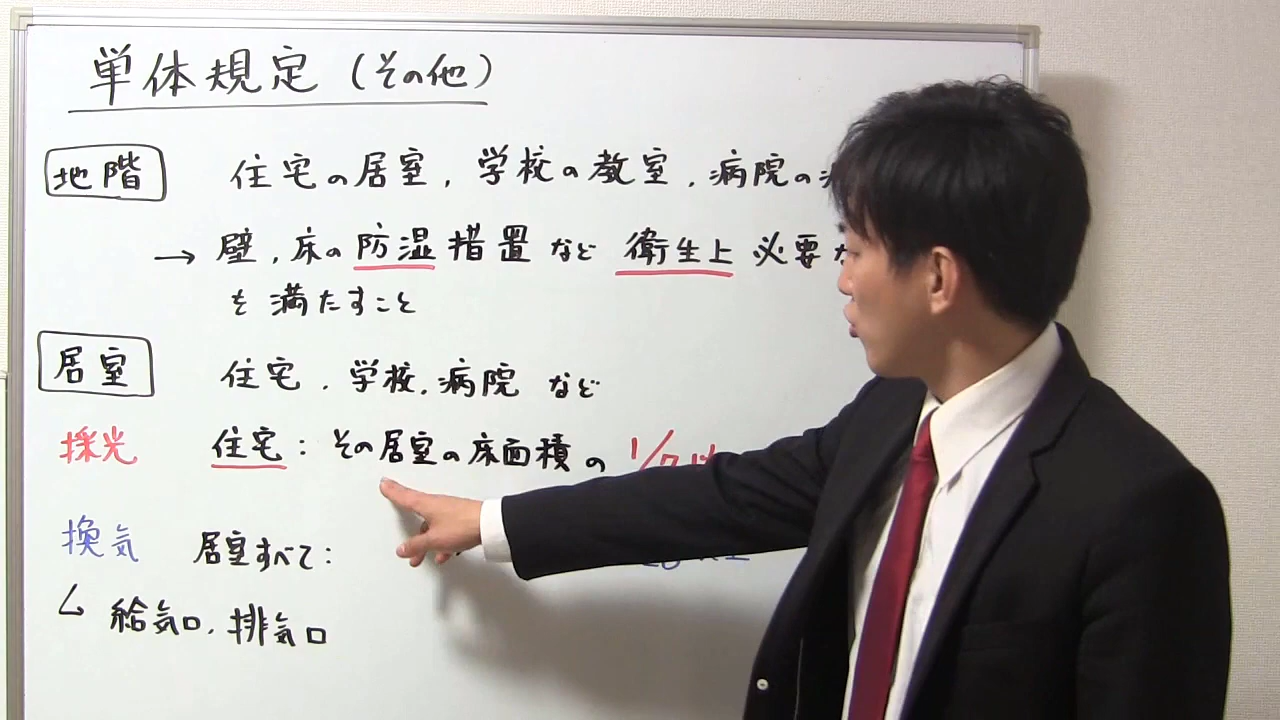 単体規定（その他）
地階 住宅の居室，学校の教室，病院の
→ 壁，床の防湿措置など 衛生上 必要な
を満たすこと
居室 住宅，学校，病院 など
採光 住宅：その居室の床面積の 1/7以
換気 居室すべて：
↳ 給気口，排気口